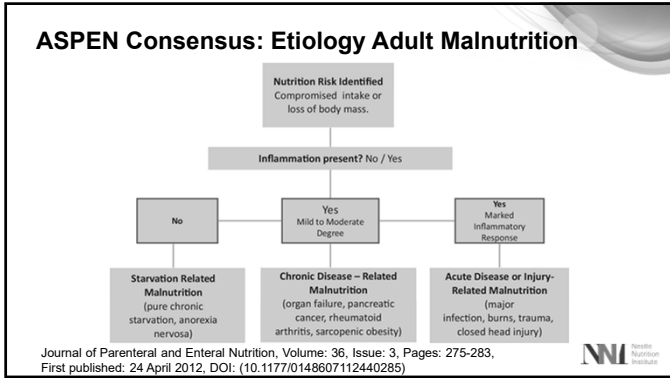 ASPEN Consensus: Etiology Adult Malnutrition
Nutrition Risk Identified
Compromised intake or
loss of body mass.
Inflammation present? No / Yes
No
Yes
Mild to Moderate
Degree
Yes
Marked
Inflammatory
Response
Starvation Related
Malnutrition
(pure chronic
starvation, anorexia
nervosa)
Chronic Disease – Related
Malnutrition
(organ failure, pancreatic
cancer, rheumatoid
arthritis, sarcopenic obesity)
Acute Disease or Injury-
Related Malnutrition
(major
infection, burns, trauma,
closed head injury)
Journal of Parenteral and Enteral Nutrition, Volume: 36, Issue: 3, Pages: 275-283,
First published: 24 April 2012, DOI: (10.1177/0148607112440285)
NNI
Nestlé
Nutrition
Institute